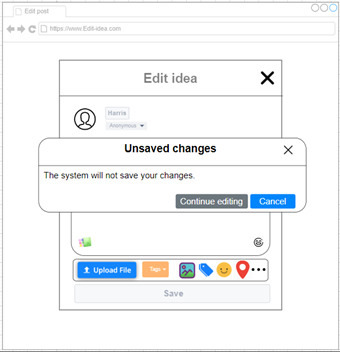 Edit post
https://www.Edit-idea.com
Edit idea
Harris
Anonymous
Unsaved changes
The system will not save your changes.
Continue editing
Cancel
Upload File
Tags +
Save